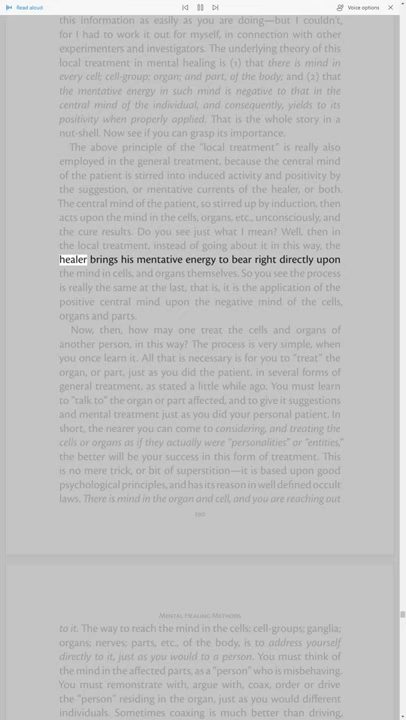 Read aloud
Voice options
this information as easily as you are doing—but I couldn't,
for I had to work it out for myself, in connection with other
experimenters and investigators. The underlying theory of this
local treatment in mental healing is (1) that there is mind in
every cell; cell-group; organ; and part, of the body; and (2) that
the mentative energy in such mind is negative to that in the
central mind of the individual, and consequently, yields to its
positivity when properly applied. That is the whole story in a
nut-shell. Now see if you can grasp its importance.
The above principle of the "local treatment" is really also
employed in the general treatment, because the central mind
of the patient is stirred into induced activity and positivity by
the suggestion, or mentative currents of the healer, or both.
The central mind of the patient, so stirred up by induction, then
acts upon the mind in the cells, organs, etc., unconsciously, and
the cure results. Do you see just what I mean? Well, then in
the local treatment, instead of going about it in this way, the
healer brings his mentative energy to bear right directly upon
the mind in cells, and organs themselves. So you see the process
is really the same at the last, that is, it is the application of the
positive central mind upon the negative mind of the cells,
organs and parts.
Now, then, how may one treat the cells and organs of
another person, in this way? The process is very simple, when
you once learn it. All that is necessary is for you to "treat" the
organ, or part, just as you did the patient, in several forms of
general treatment, as stated a little while ago. You must learn
to "talk to" the organ or part affected, and to give it suggestions
and mental treatment just as you did your personal patient. In
short, the nearer you can come to considering, and treating the
cells or organs as if they actually were "personalities" or "entities,"
the better will be your success in this form of treatment. This
is no mere trick, or bit of superstition—it is based upon good
psychological principles, and has its reason in well defined occult
laws. There is mind in the organ and cell, and you are reaching out
Mental Healing Methods
to it. The way to reach the mind in the cells; cell-groups; ganglia;
organs; nerves; parts, etc., of the body, is to address yourself
directly to it, just as you would to a person. You must think of
the mind in the affected parts, as a "person" who is misbehaving.
You must remonstrate with, argue with, coax, order or drive
the "person" residing in the organ, just as you would different
individuals. Sometimes coaxing is much better than driving,